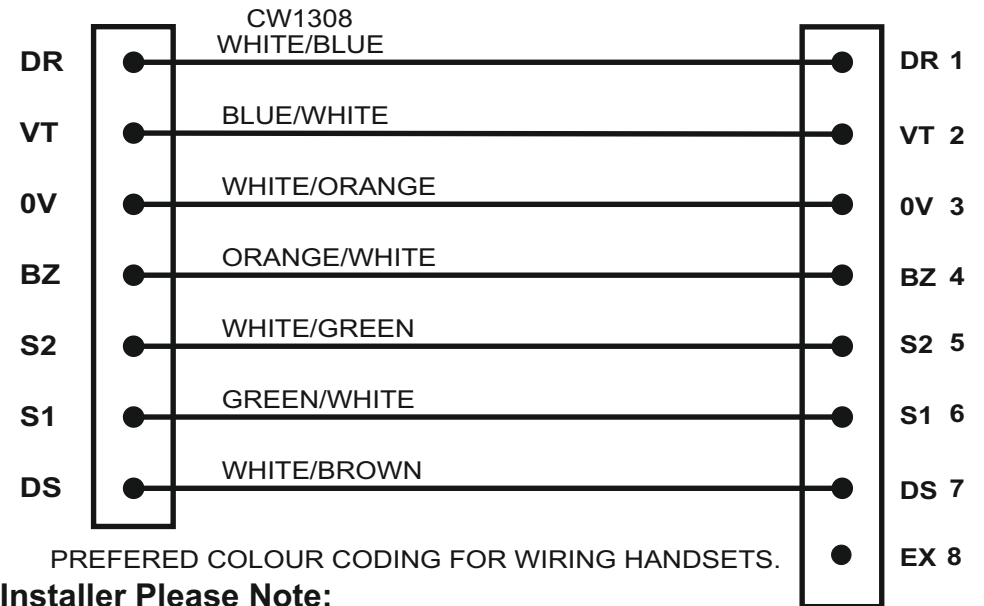 CW1308
DR WHITE/BLUE DR 1
VT BLUE/WHITE VT 2
0V WHITE/ORANGE 0V 3
BZ ORANGE/WHITE BZ 4
S2 WHITE/GREEN S2 5
S1 GREEN/WHITE S1 6
DS WHITE/BROWN DS 7
EX 8
PREFERED COLOUR CODING FOR WIRING HANDSETS.
Installer Please Note: